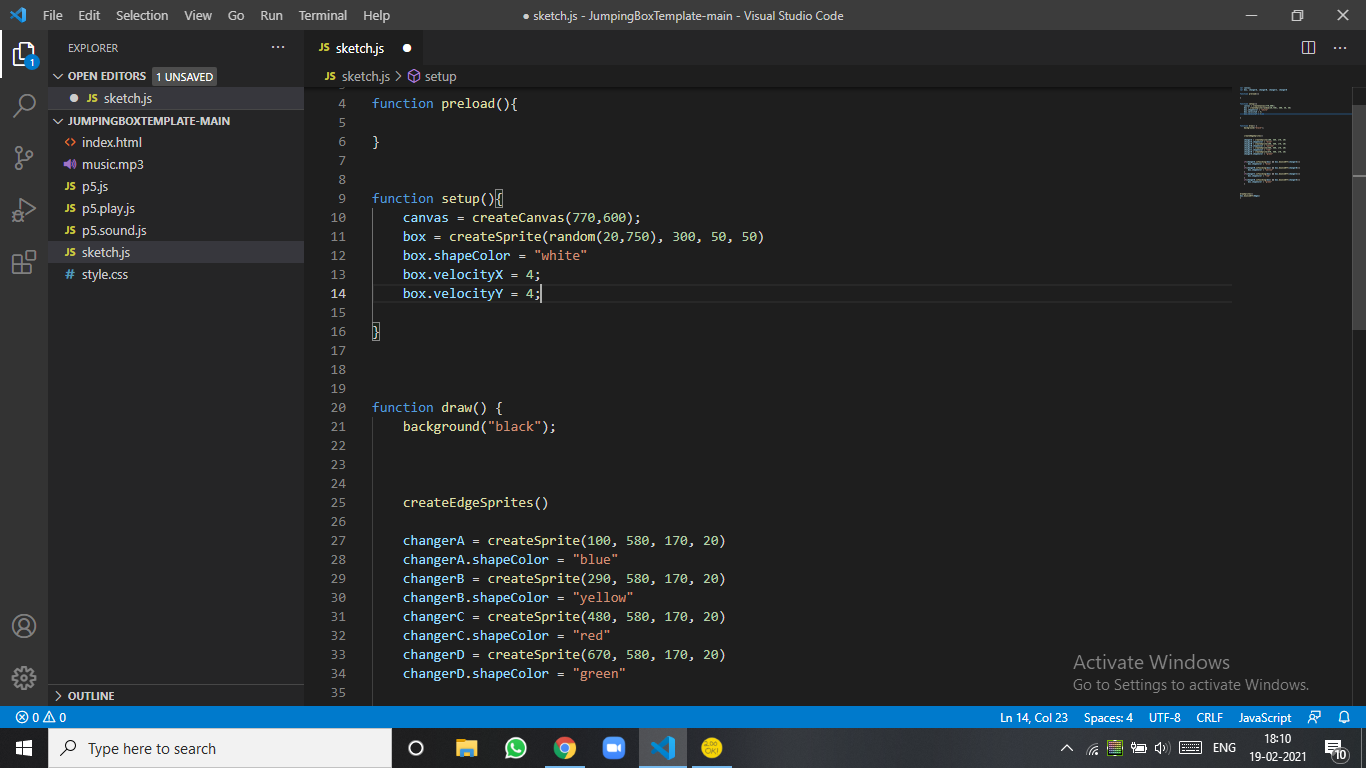 File Edit Selection View Go Run Terminal Help
● sketch.js - JumpingBoxTemplate-main - Visual Studio Code
EXPLORER
OPEN EDITORS 1 UNSAVED
JS sketch.js
JUMPINGBOXTEMPLATE-MAIN
<> index.html
music.mp3
JS p5.js
JS p5.play.js
JS p5.sound.js
JS sketch.js
# style.css
OUTLINE
1
JS sketch.js ●
JS sketch.js > setup
4 function preload(){
5
6 }
7
8
9 function setup(){
10 canvas = createCanvas(770,600);
11 box = createSprite(random(20,750), 300, 50, 50)
12 box.shapeColor = "white"
13 box.velocityX = 4;
14 box.velocityY = 4;
15
16 }
17
18
19
20 function draw() {
21 background("black");
22
23
24
25 createEdgeSprites()
26
27 changerA = createSprite(100, 580, 170, 20)
28 changerA.shapeColor = "blue"
29 changerB = createSprite(290, 580, 170, 20)
30 changerB.shapeColor = "yellow"
31 changerC = createSprite(480, 580, 170, 20)
32 changerC.shapeColor = "red"
33 changerD = createSprite(670, 580, 170, 20)
34 changerD.shapeColor = "green"
35
Activate Windows
Go to Settings to activate Windows.
0 0
Ln 14, Col 23 Spaces: 4 UTF-8 CRLF JavaScript
Type here to search
ENG
18:10
19-02-2021
10